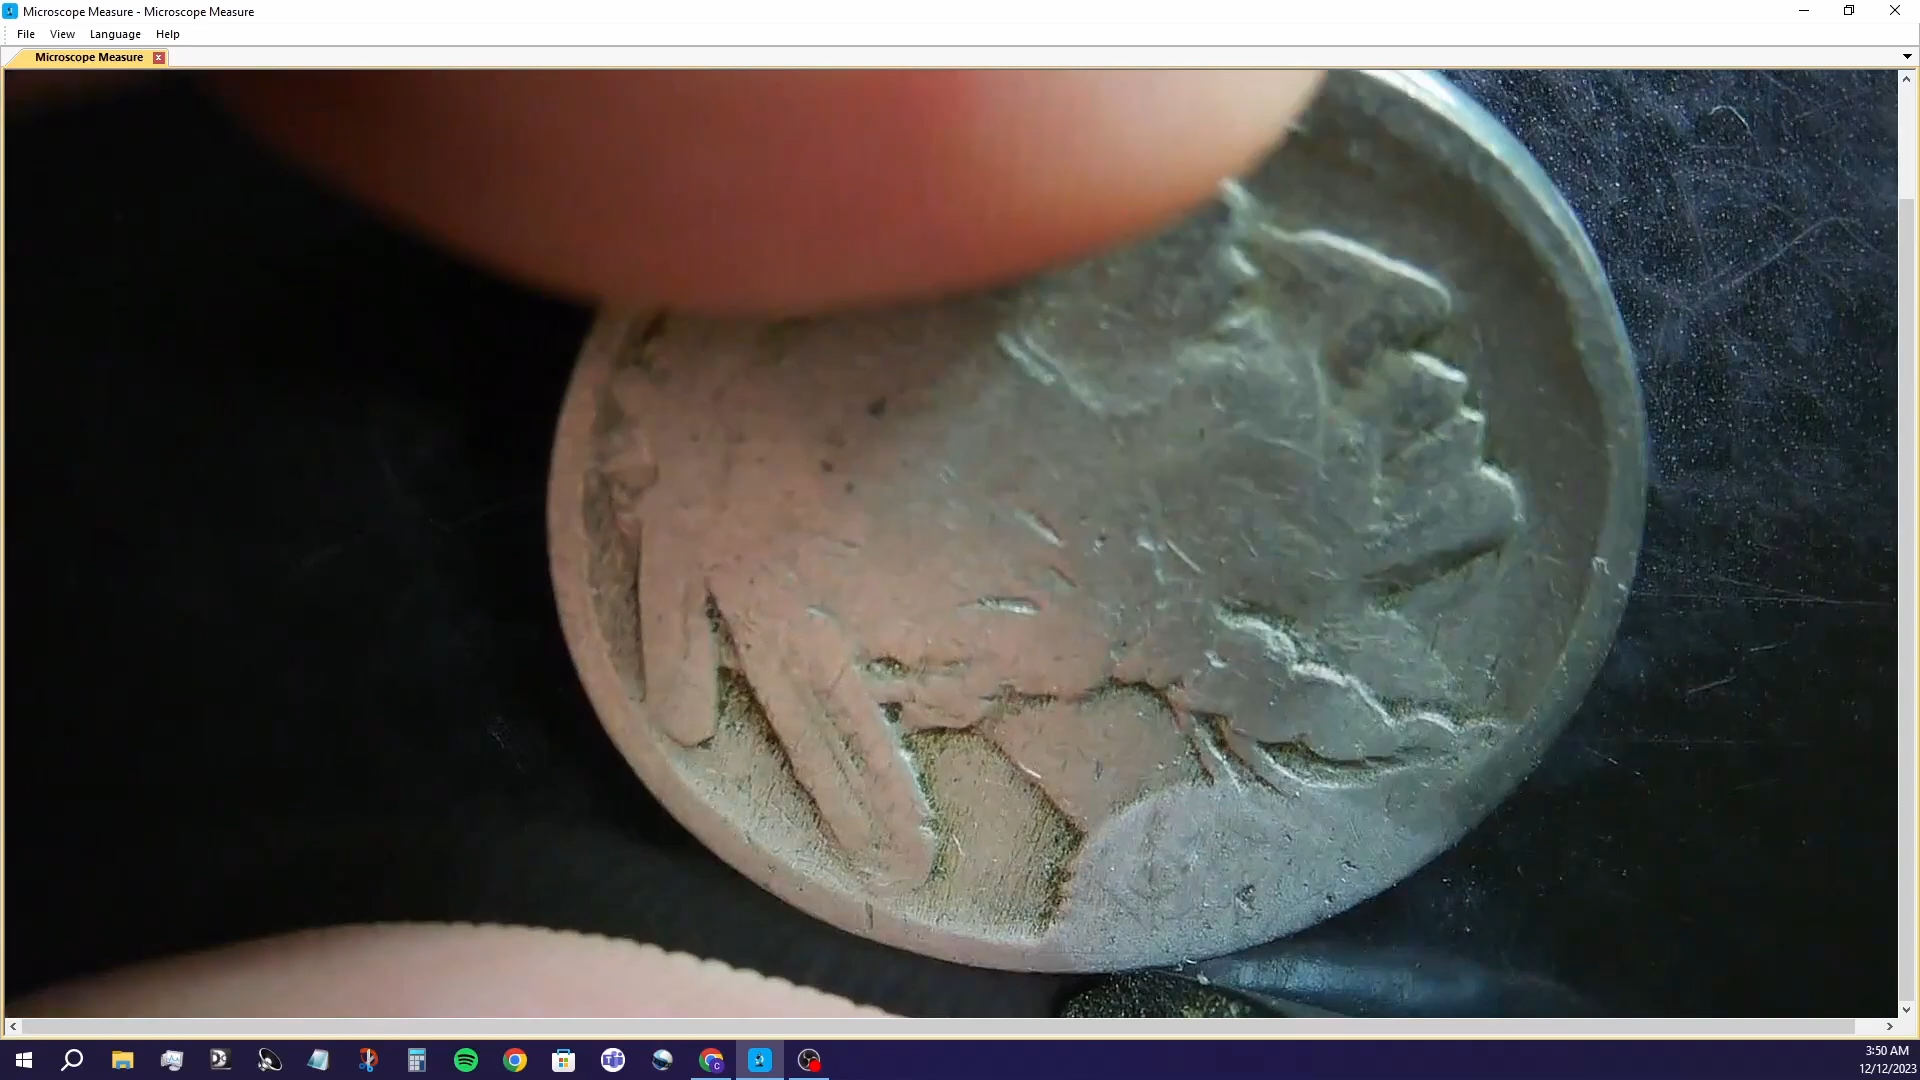 Microscope Measure - Microscope Measure
File View Language Help
Microscope Measure
3:50 AM
12/12/2023